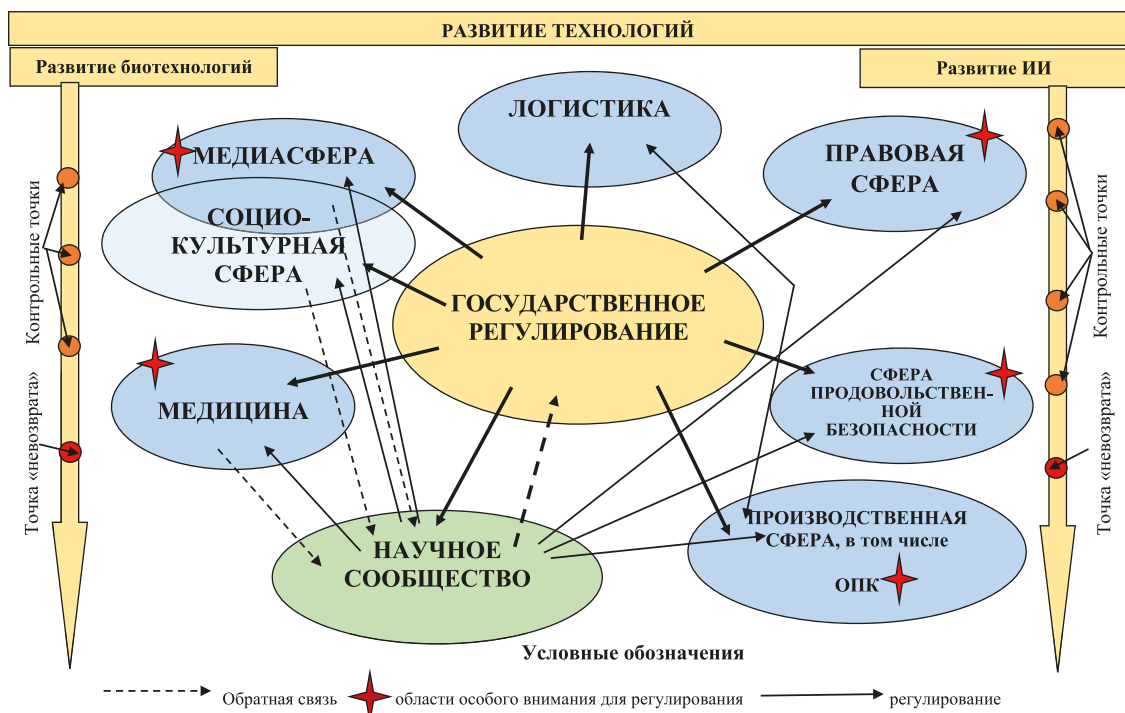 РАЗВИТИЕ ТЕХНОЛОГИЙ
Развитие биотехнологий
Развитие ИИ
ЛОГИСТИКА
МЕДИАСФЕРА
ПРАВОВАЯ
СФЕРА
СОЦИО-
КУЛЬТУРНАЯ
СФЕРА
Контрольные точки
Контрольные точки
ГОСУДАРСТВЕННОЕ
РЕГУЛИРОВАНИЕ
МЕДИЦИНА
СФЕРА
ПРОДОВОЛЬСТВЕН-
НОЙ
БЕЗОПАСНОСТИ
Точка «невозврата»
Точка «невозврата»
НАУЧНОЕ
СООБЩЕСТВО
ПРОИЗВОДСТВЕННАЯ
СФЕРА, в том числе
ОПК
Условные обозначения
Обратная связь
области особого внимания для регулирования
регулирование